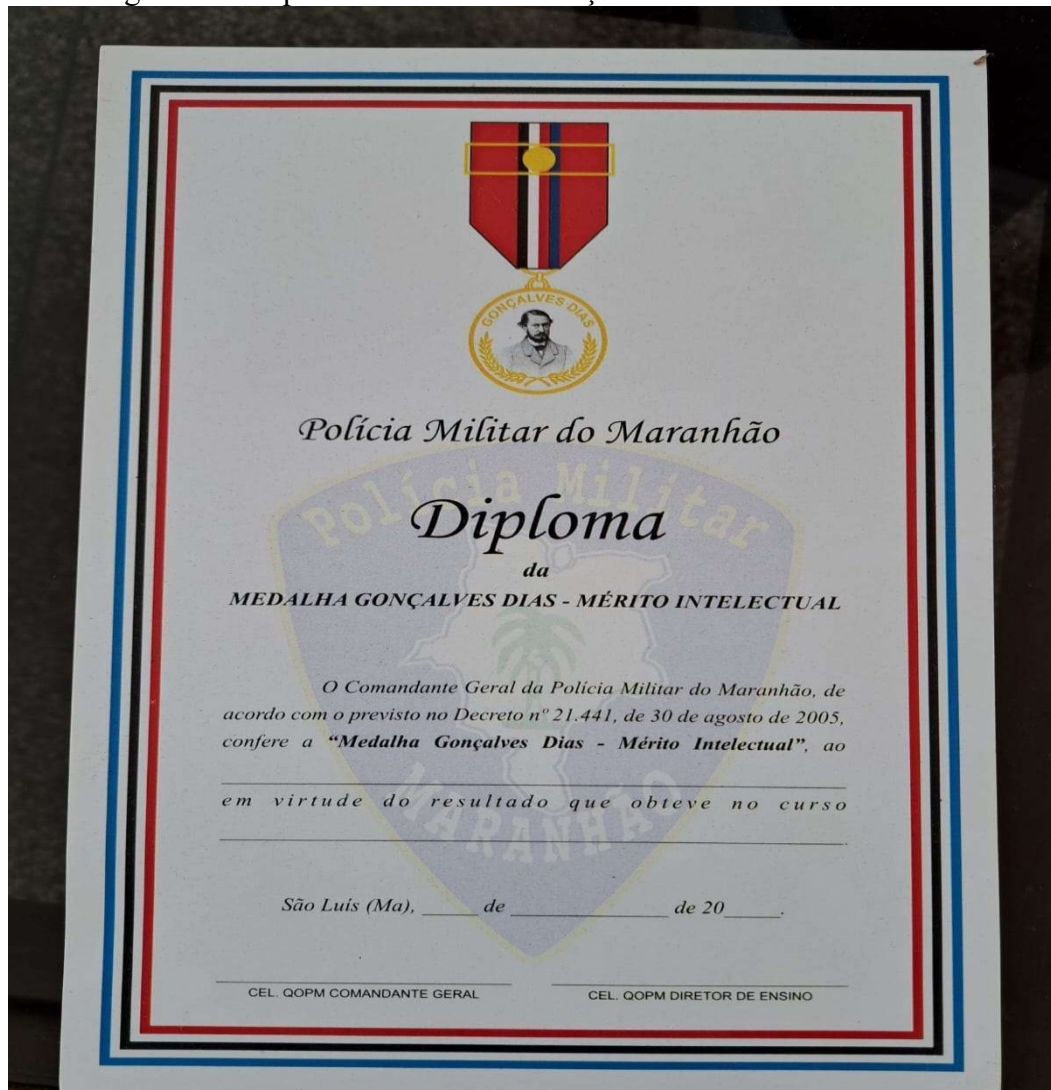 GONÇALVES DIAS
Polícia Militar do Maranhão
Polícia Militar
Diploma
da
MEDALHA GONÇALVES DIAS - MÉRITO INTELECTUAL
O Comandante Geral da Polícia Militar do Maranhão, de
acordo com o previsto no Decreto nº 21.441, de 30 de agosto de 2005,
confere a “Medalha Gonçalves Dias - Mérito Intelectual”, ao
em virtude do resultado que obteve no curso
MARANHÃO
São Luís (Ma), _____ de ______________ de 20_____.
CEL. QOPM COMANDANTE GERAL
CEL. QOPM DIRETOR DE ENSINO